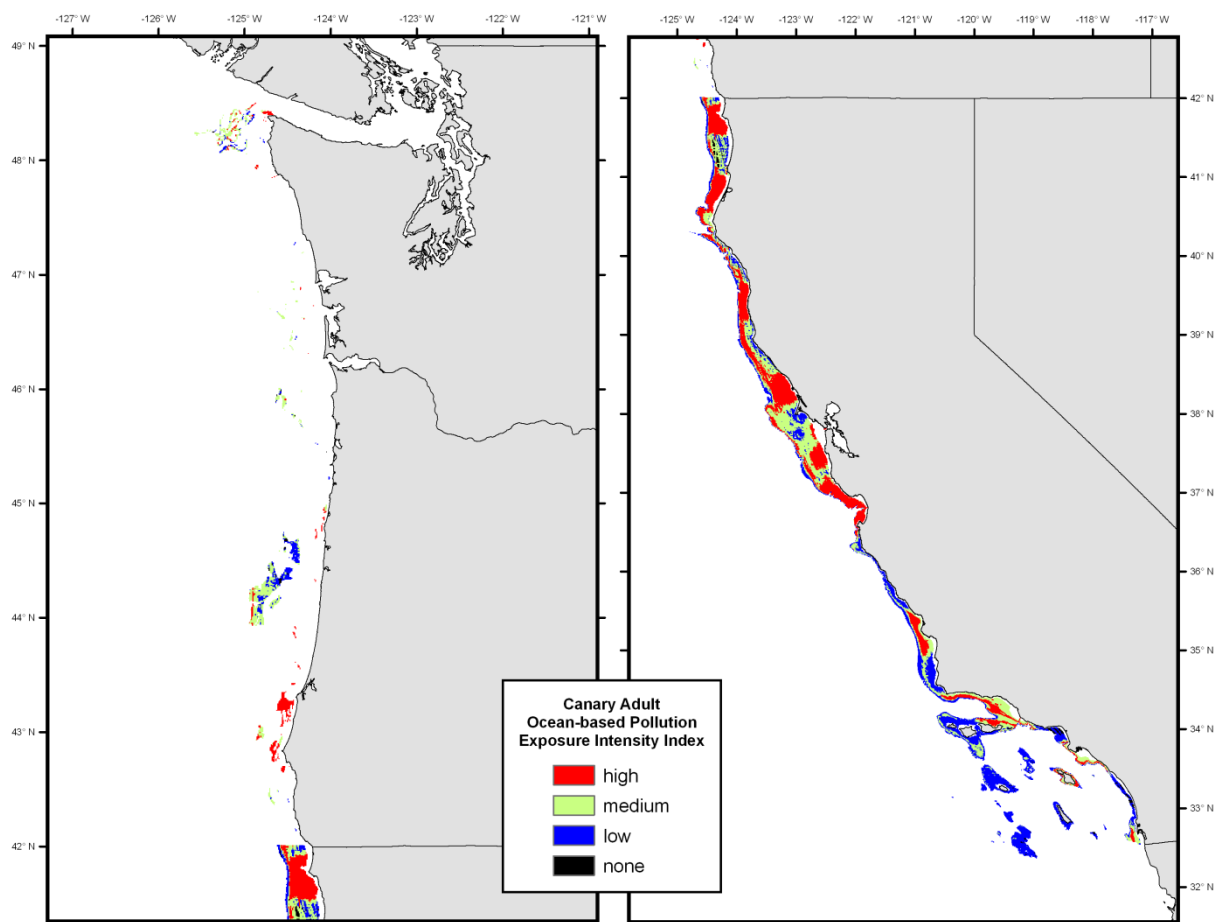 -127°W -126°W -125°W -124°W -123°W -122°W -121°W
-125°W -124°W -123°W -122°W -121°W -120°W -119°W -118°W -117°W
49° N
48° N
47° N
46° N
45° N
44° N
43° N
42° N
-120.9
42° N
41° N
40° N
39° N
38° N
37° N
36° N
35° N
34° N
33° N
32° N
Canary Adult
Ocean-based Pollution
Exposure Intensity Index
high
medium
low
none